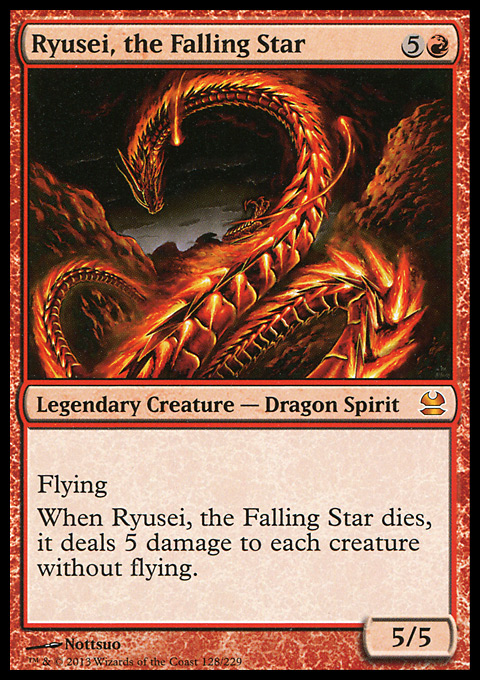 Ryusei, the Falling Star 5
Legendary Creature — Dragon Spirit
Flying
When Ryusei, the Falling Star dies,
it deals 5 damage to each creature
without flying.
5/5
Nottsuo
™ & © 2013 Wizards of the Coast 128/229